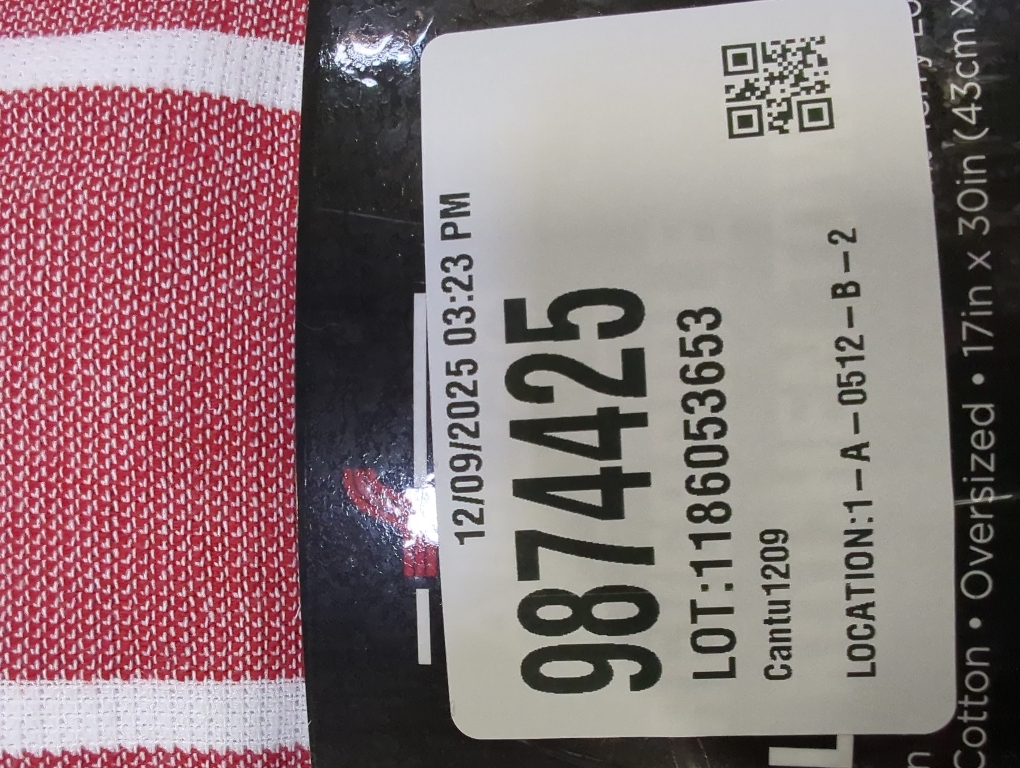 12/09/2025 03:23 PM
9874425
LOT:1186053653
Cantu1209
LOCATION:1-A-0512-B-2
Cotton • Oversized • 17in x 30in (43cm x